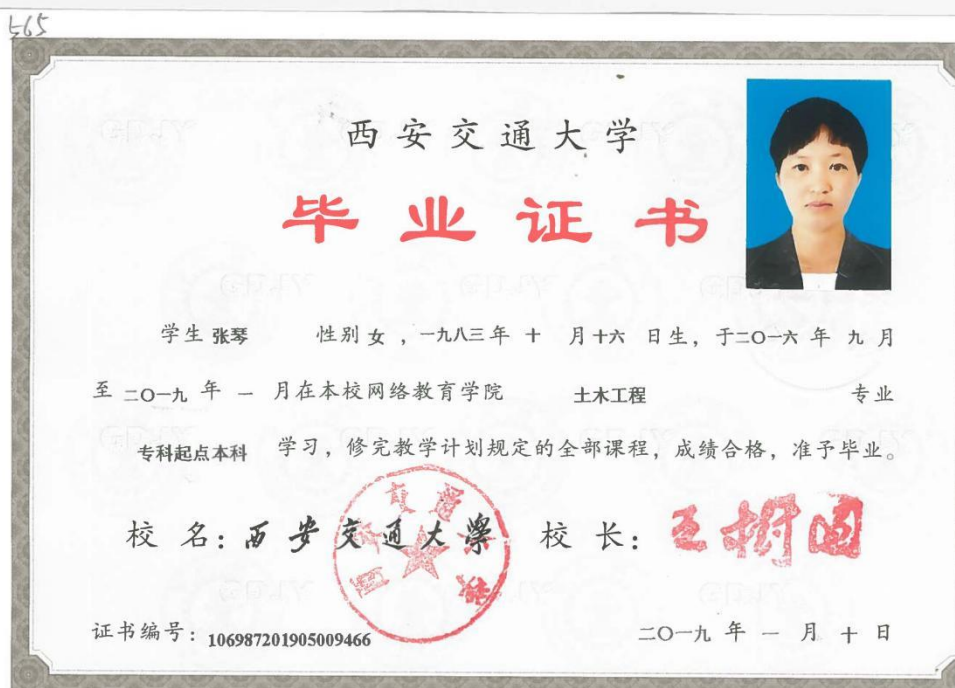 565
西安交通大学
毕业证书
学生 张琴 性别 女 ，一九八三 年 十 月 十六 日生，于二〇一六 年 九 月
至 二〇一九 年 一 月在本校网络教育学院 土木工程 专业
专科起点本科 学习，修完教学计划规定的全部课程，成绩合格，准予毕业。
校 名：西安交通大學 校 长：王树国
证书编号：106987201905009466 二〇一九 年 一 月 十 日